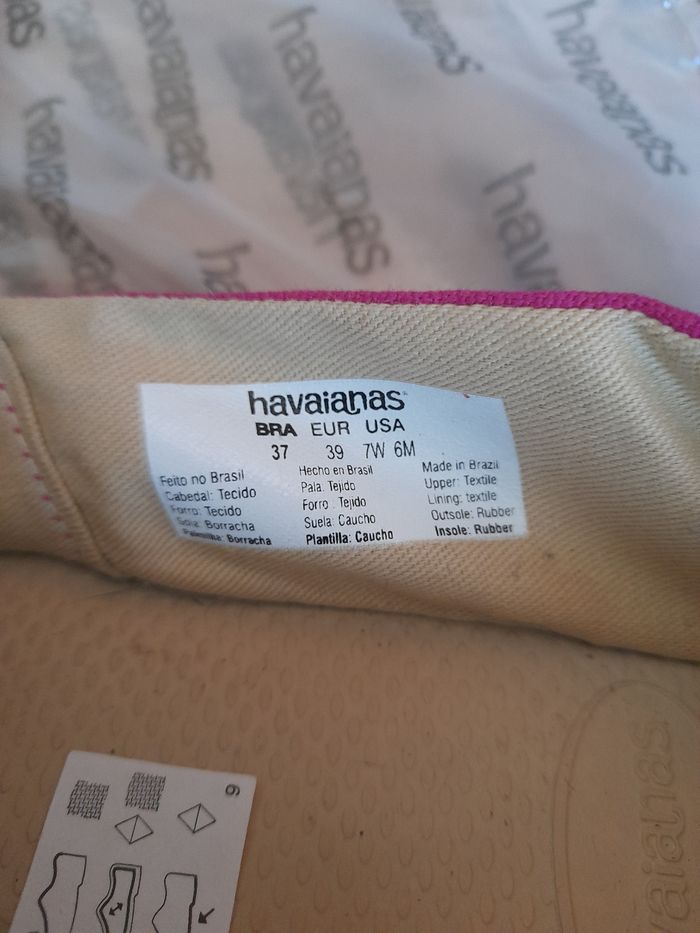 havaianas
havaianas
havaianas
havaianas
havaianas
BRA EUR USA
37 39 7W 6M
Feito no Brasil
Cabedal: Tecido
Forro: Tecido
Sola: Borracha
Palmilha: Borracha
Hecho en Brasil
Pala: Tejido
Forro: Tejido
Suela: Caucho
Plantilla: Caucho
Made in Brazil
Upper: Textile
Lining: textile
Outsole: Rubber
Insole: Rubber